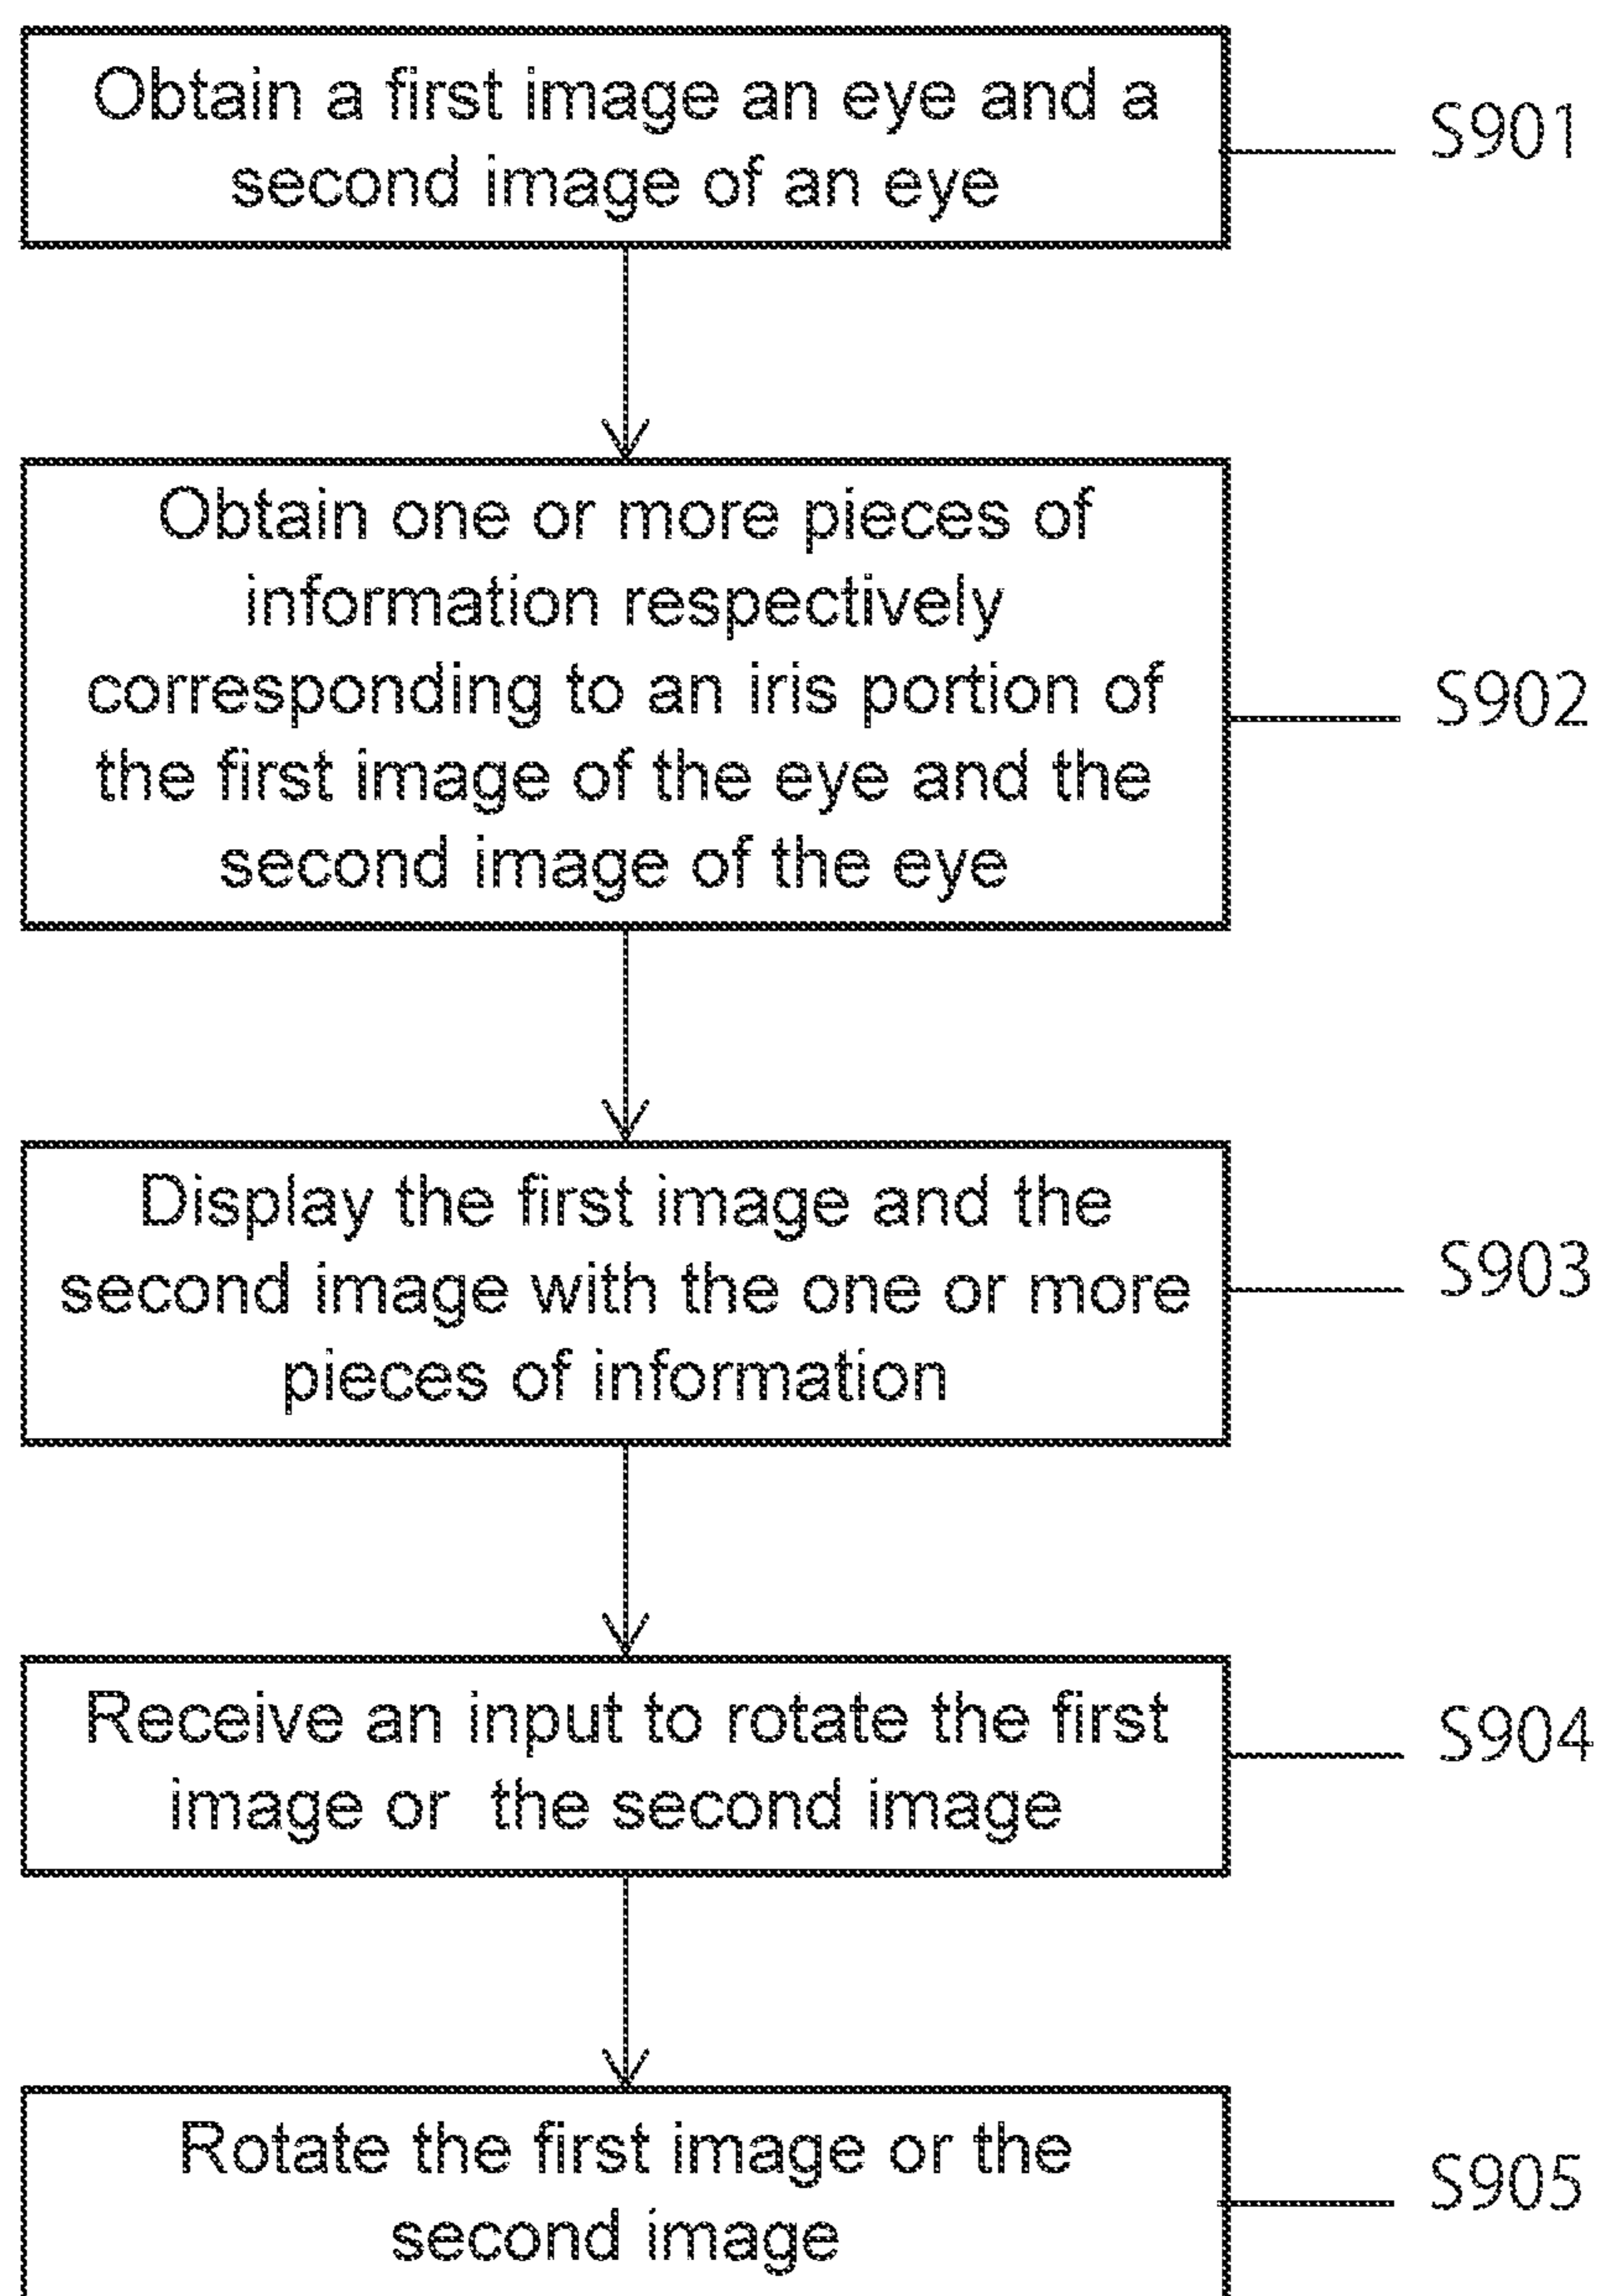 Obtain a first image an eye and a
second image of an eye
S901
Obtain one or more pieces of
information respectively
corresponding to an iris portion of
the first image of the eye and the
second image of the eye
S902
Display the first image and the
second image with the one or more
pieces of information
S903
Receive an input to rotate the first
image or  the second image
S904
Rotate the first image or the
second image
S905